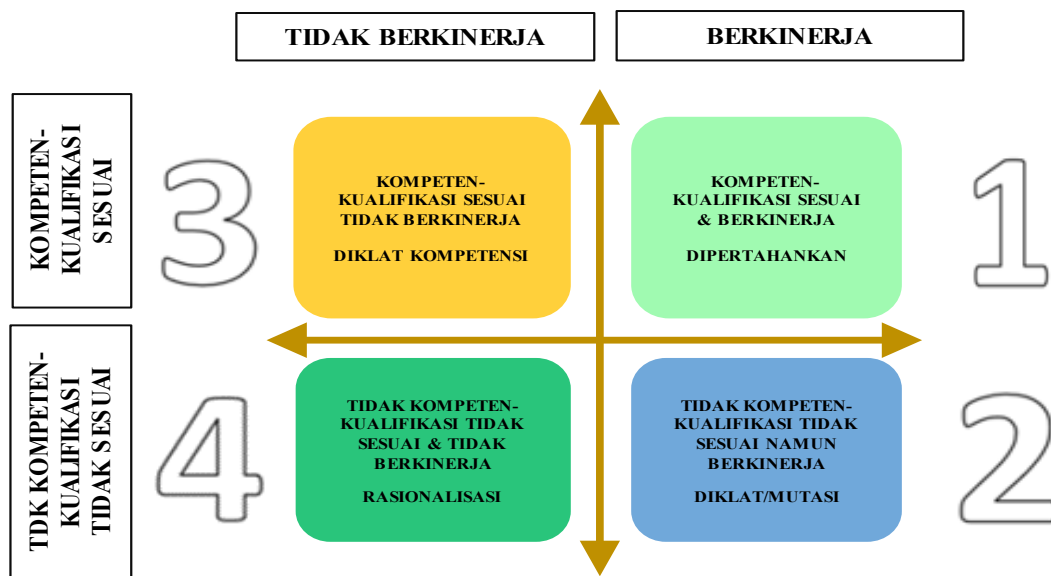 TIDAK BERKINERJA
BERKINERJA
KOMPETEN-
KUALIFIKASI
SESUAI
3
KOMPETEN-
KUALIFIKASI SESUAI
TIDAK BERKINERJA
DIKLAT KOMPETENSI
KOMPETEN-
KUALIFIKASI SESUAI
& BERKINERJA
DIPERTAHANKAN
1
TDK KOMPETEN-
KUALIFIKASI
TIDAK SESUAI
4
TIDAK KOMPETEN-
KUALIFIKASI TIDAK
SESUAI & TIDAK
BERKINERJA
RASIONALISASI
TIDAK KOMPETEN-
KUALIFIKASI TIDAK
SESUAI NAMUN
BERKINERJA
DIKLAT/MUTASI
2